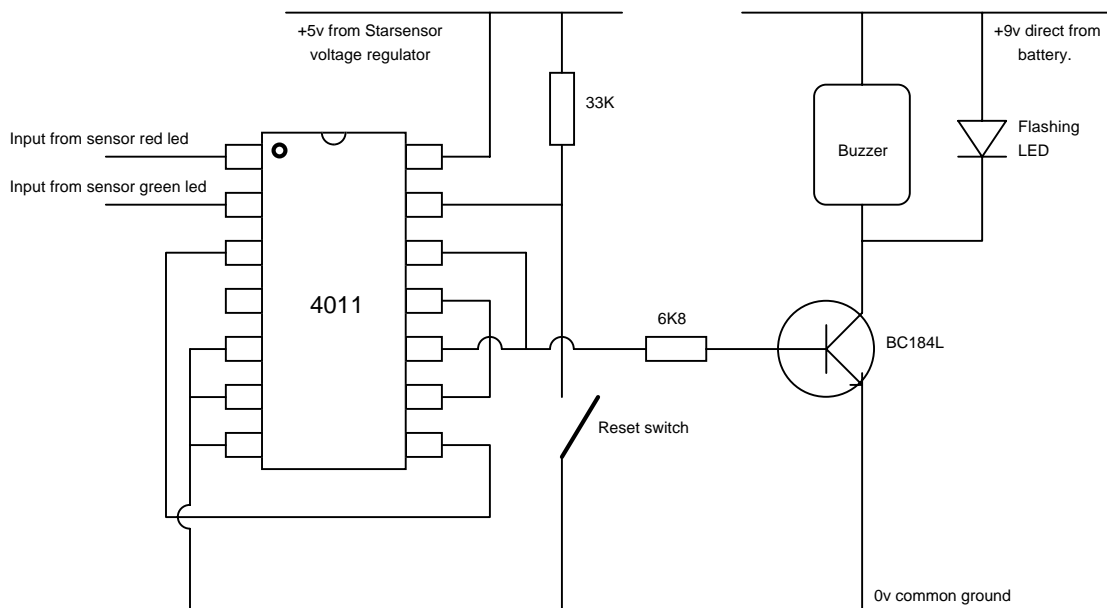 +5v from Starsensor
voltage regulator
+9v direct from
battery.
33K
Input from sensor red led
Flashing
LED
Buzzer
Input from sensor green led
4011
6K8
BC184L
Reset switch
0v common ground